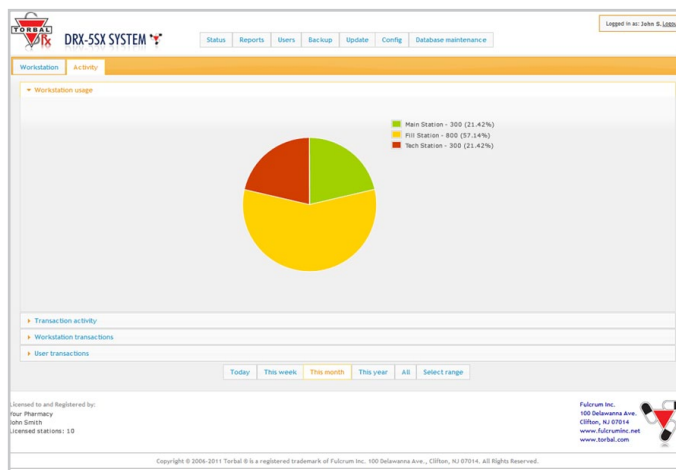 TORBAL
Rx
DRX-5SX SYSTEM
Status Reports Users Backup Update Config Database maintenance
Logged in as: John S.
Workstation Activity
Workstation usage
Main Station - 300 (21.42%)
Fill Station - 800 (57.14%)
Tech Station - 300 (21.42%)
Transaction activity
Workstation transactions
User transactions
Today This week This month This year All Select range
Licensed to and Registered by:
Your Pharmacy
John Smith
Licensed stations: 10
Fulcrum Inc.
100 Delawanna Ave.
Clifton, NJ 07014
www.fulcruminc.net
www.torbal.com
Copyright © 2006-2011 Torbal ® is a registered trademark of Fulcrum Inc. 100 Delawanna Ave., Clifton, NJ 07014. All Rights Reserved.